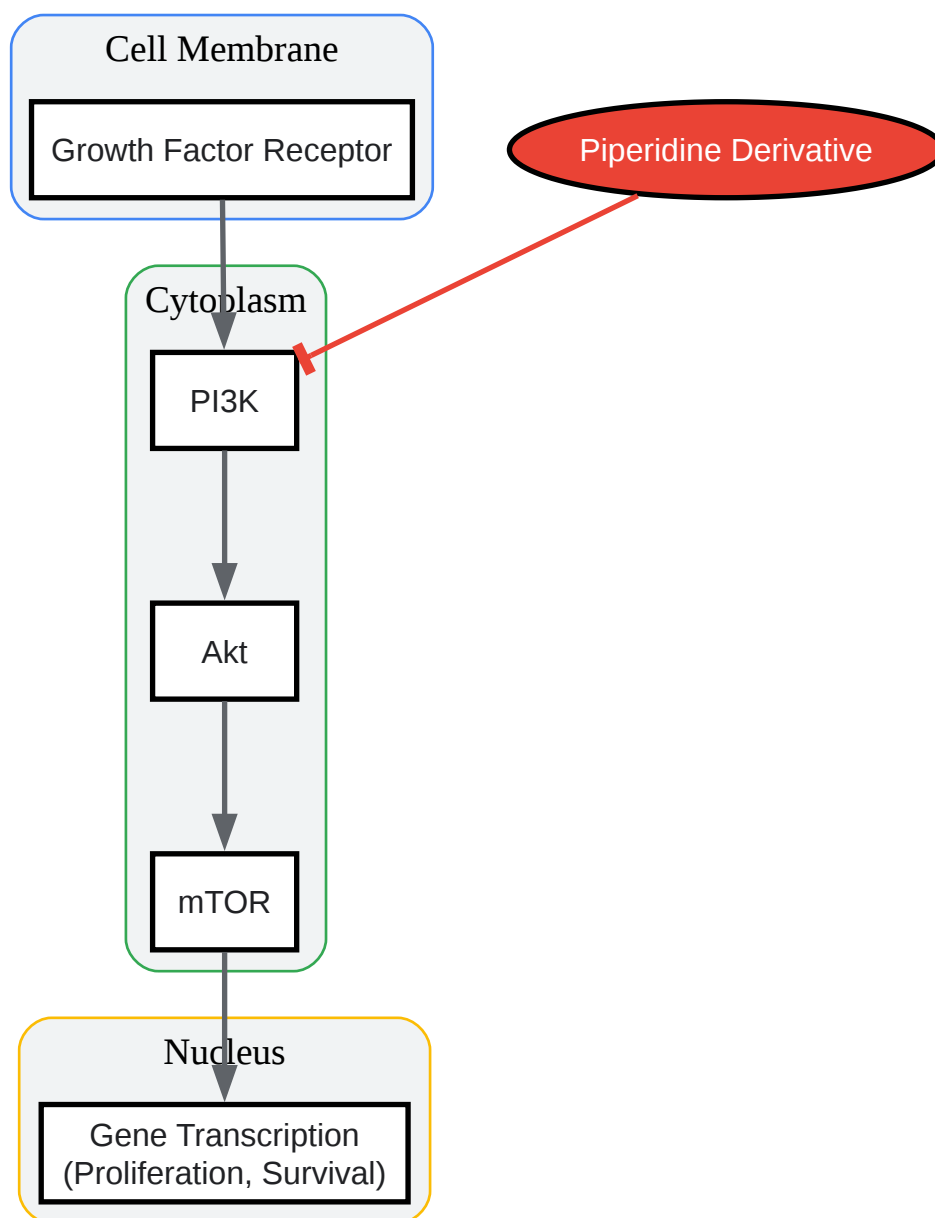 Cell Membrane
Growth Factor Receptor
Piperidine Derivative
Cytoplasm
PI3K
Akt
mTOR
Nucleus
Gene Transcription
(Proliferation, Survival)